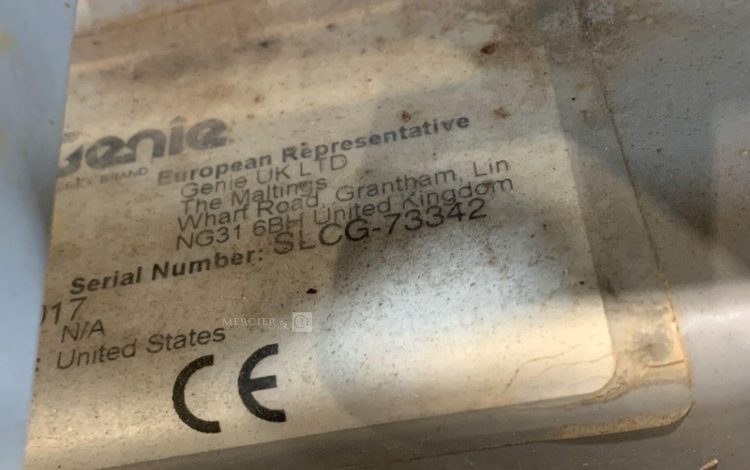 Genie
BRAND
European Representative
Genie UK LTD
The Maltings
Wharf Road, Grantham, Lin
NG31 6BH United Kingdom
Serial Number: SLCG-73342
017
N/A
: United States
MERCIER &
CE